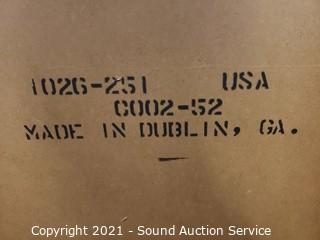 1026-251 USA
C002-52
MADE IN DUBLIN, GA.
Copyright 2021 - Sound Auction Service